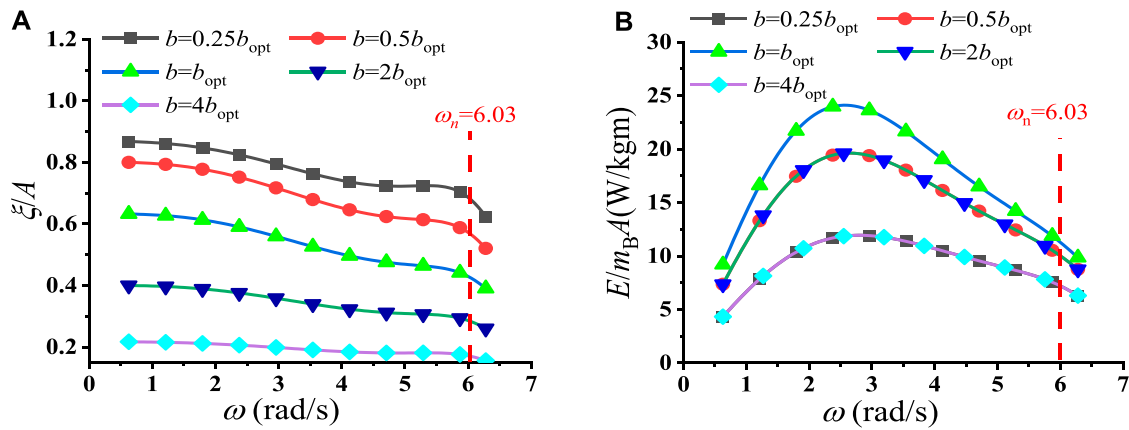 A
b=0.25bopt
b=0.5bopt
b=bopt
b=2bopt
b=4bopt
ωn=6.03
1.2
1.0
0.8
0.6
0.4
0.2
ξ/A
0 1 2 3 4 5 6 7
ω (rad/s)
B
b=0.25bopt
b=0.5bopt
b=bopt
b=2bopt
b=4bopt
ωn=6.03
30
25
20
15
10
5
0
E/mBA(W/kgm)
0 1 2 3 4 5 6 7
ω (rad/s)